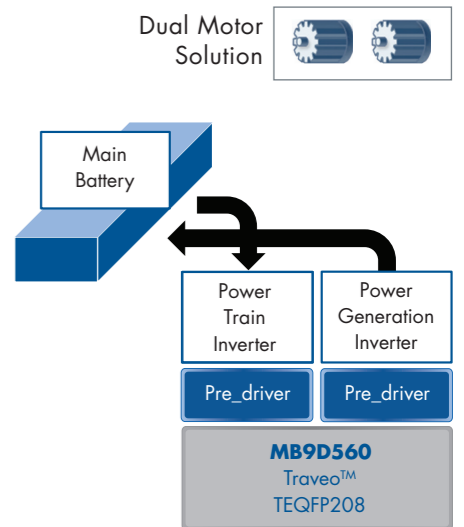 Dual Motor
Solution
Main
Battery
Power
Train
Inverter
Power
Generation
Inverter
Pre_driver
Pre_driver
MB9D560
Traveo™
TEQFP208